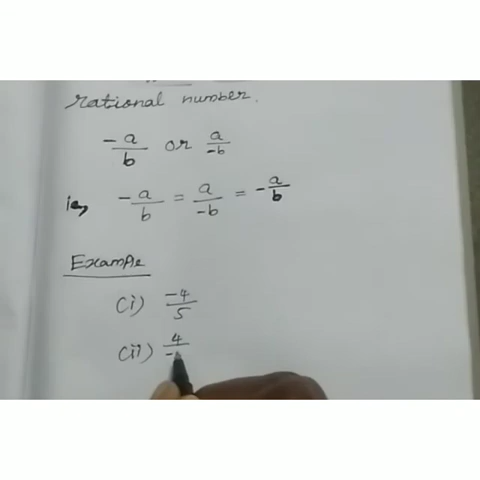 rational number.
-a/b or a/-b
ie, -a/b = a/-b = -a/b
Example
(i) -4/5
(ii) 4/-